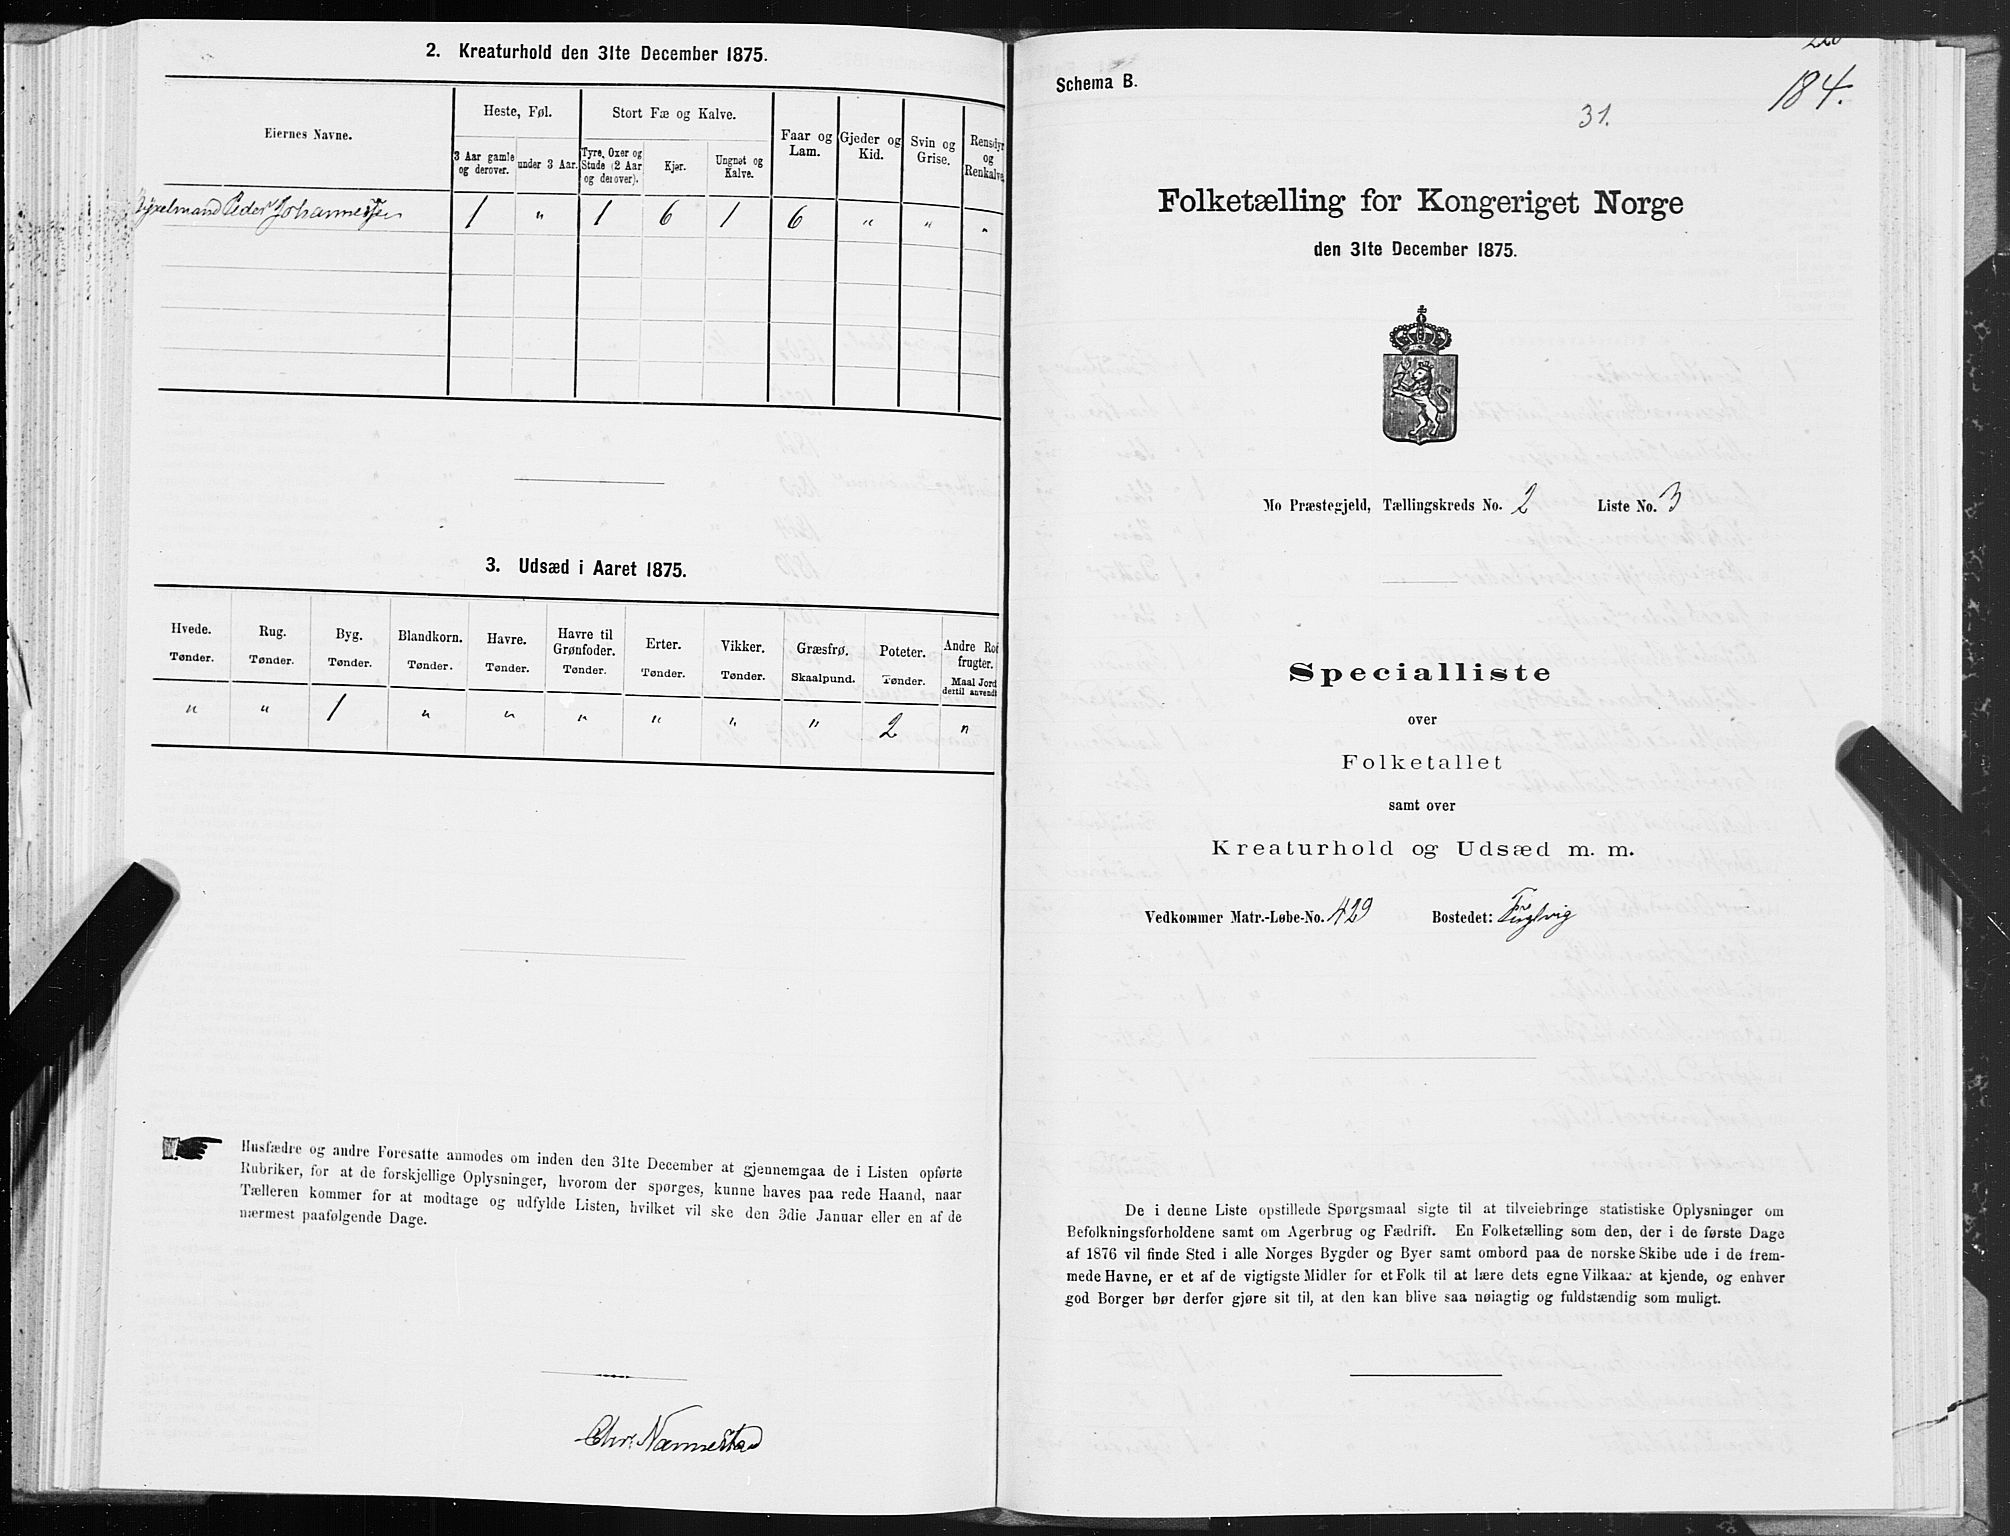 2. Kreaturhold den 31te December 1875.
Eiernes Navne.
Heste, Føl.
Stort Fæ og Kalve.
Faar og Lam.
Gjeder og Kid.
Svin og Grise.
Rensdyr og Renkalve.
3 Aar gamle og derover.
under 3 Aar.
Tyre, Oxer og Stude (2 Aar og derover).
Kjør.
Ungnøt og Kalve.
Peder Johannessen 1 " 1 6 1 6 " " "
3. Udsæd i Aaret 1875.
Hvede. Rug. Byg. Blandkorn. Havre. Havre til Grønfoder. Erter. Vikker. Græsfrø. Poteter. Andre Rof frugter.
Tønder. Tønder. Tønder. Tønder. Tønder. Tønder. Tønder. Tønder. Skaalpund. Tønder. Maal Jord dertil anvendt
" " 1 " " " " " " 2 "
Husfædre og andre Foresatte anmodes om inden den 31te December at gjennemgaa de i Listen opførte
Rubriker, for at de forskjellige Oplysninger, hvorom der spørges, kunne haves paa rede Haand, naar
Tælleren kommer for at modtage og udfylde Listen, hvilket vil ske den 3die Januar eller en af de
nærmest paafølgende Dage.
Chr. Nannestad
Schema B.
184.
31.
Folketælling for Kongeriget Norge
den 31te December 1875.
Mo Præstegjeld, Tællingskreds No. 2 Liste No. 3
Specialliste
over
Folketallet
samt over
Kreaturhold og Udsæd m. m.
Vedkommer Matr.-Løbe-No. 429 Bostedet: Fuglvig
De i denne Liste opstillede Spørgsmaal sigte til at tilveiebringe statistiske Oplysninger om
Befolkningsforholdene samt om Agerbrug og Fædrift. En Folketælling som den, der i de første Dage
af 1876 vil finde Sted i alle Norges Bygder og Byer samt ombord paa de norske Skibe ude i de frem-
mede Havne, er et af de vigtigste Midler for et Folk til at lære dets egne Vilkaar at kjende, og enhver
god Borger bør derfor gjøre sit til, at den kan blive saa nøiagtig og fuldstændig som muligt.